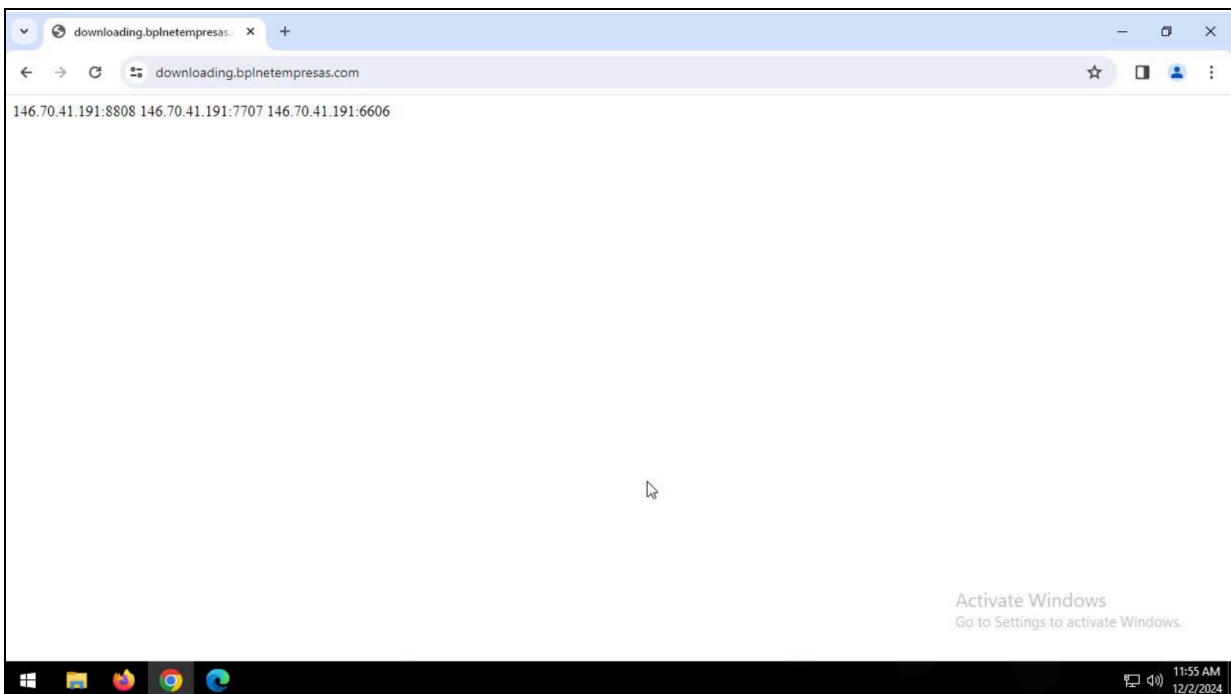 downloading.bplnetempresas.
downloading.bplnetempresas.com
146.70.41.191:8808 146.70.41.191:7707 146.70.41.191:6606
Activate Windows
Go to Settings to activate Windows.
11:55 AM
12/2/2024